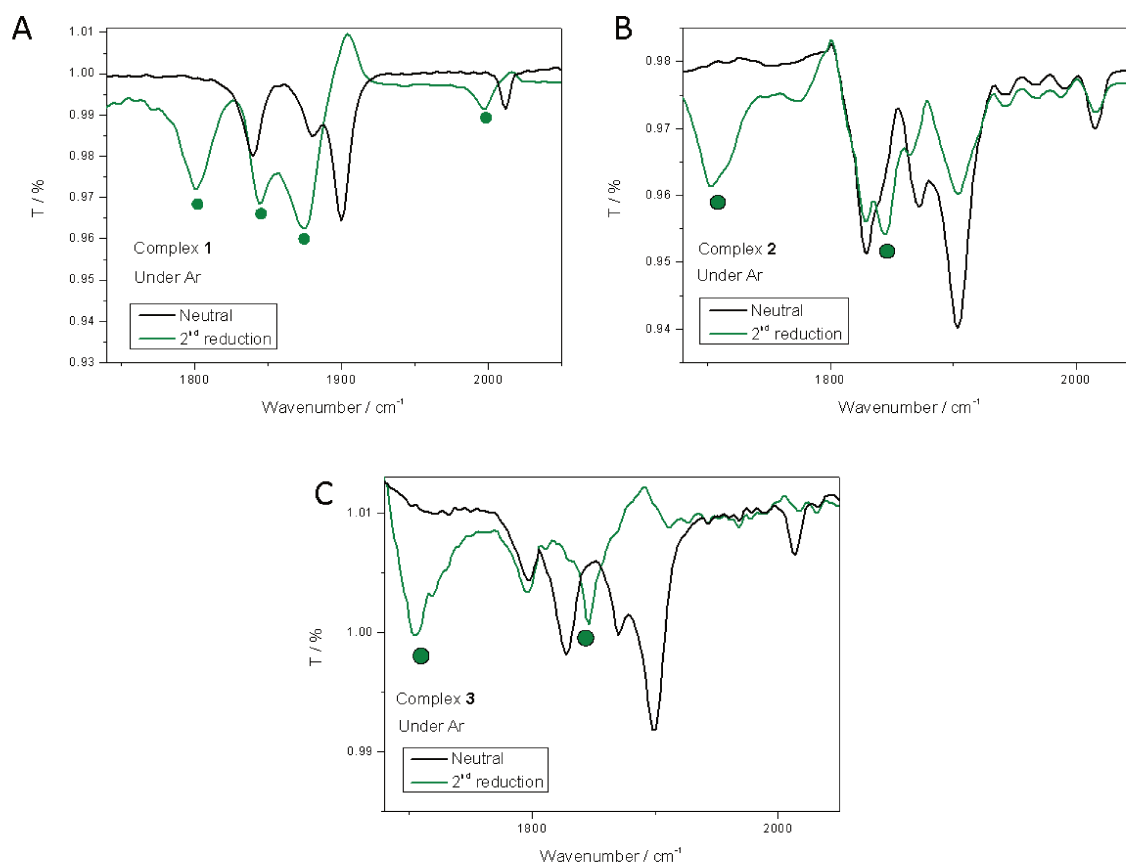 A
1.01
1.00
0.99
0.98
0.97
0.96
0.95
0.94
0.93
T / %
Complex 1
Under Ar
Neutral
2nd reduction
1800
1900
2000
Wavenumber / cm-1
B
0.98
0.97
0.96
0.95
0.94
T / %
Complex 2
Under Ar
Neutral
2nd reduction
1800
2000
Wavenumber / cm-1
C
1.01
1.00
0.99
T / %
Complex 3
Under Ar
Neutral
2nd reduction
1800
2000
Wavenumber / cm-1